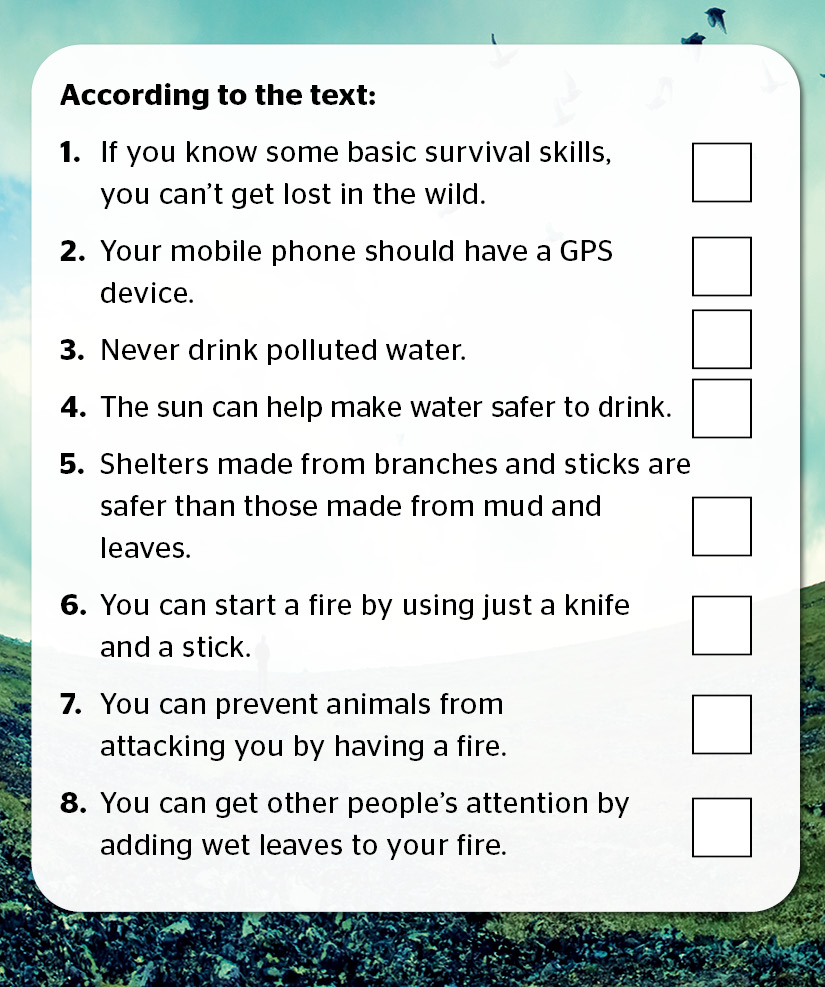 According to the text:
1. If you know some basic survival skills,
you can’t get lost in the wild.
2. Your mobile phone should have a GPS
device.
3. Never drink polluted water.
4. The sun can help make water safer to drink.
5. Shelters made from branches and sticks are
safer than those made from mud and
leaves.
6. You can start a fire by using just a knife
and a stick.
7. You can prevent animals from
attacking you by having a fire.
8. You can get other people’s attention by
adding wet leaves to your fire.